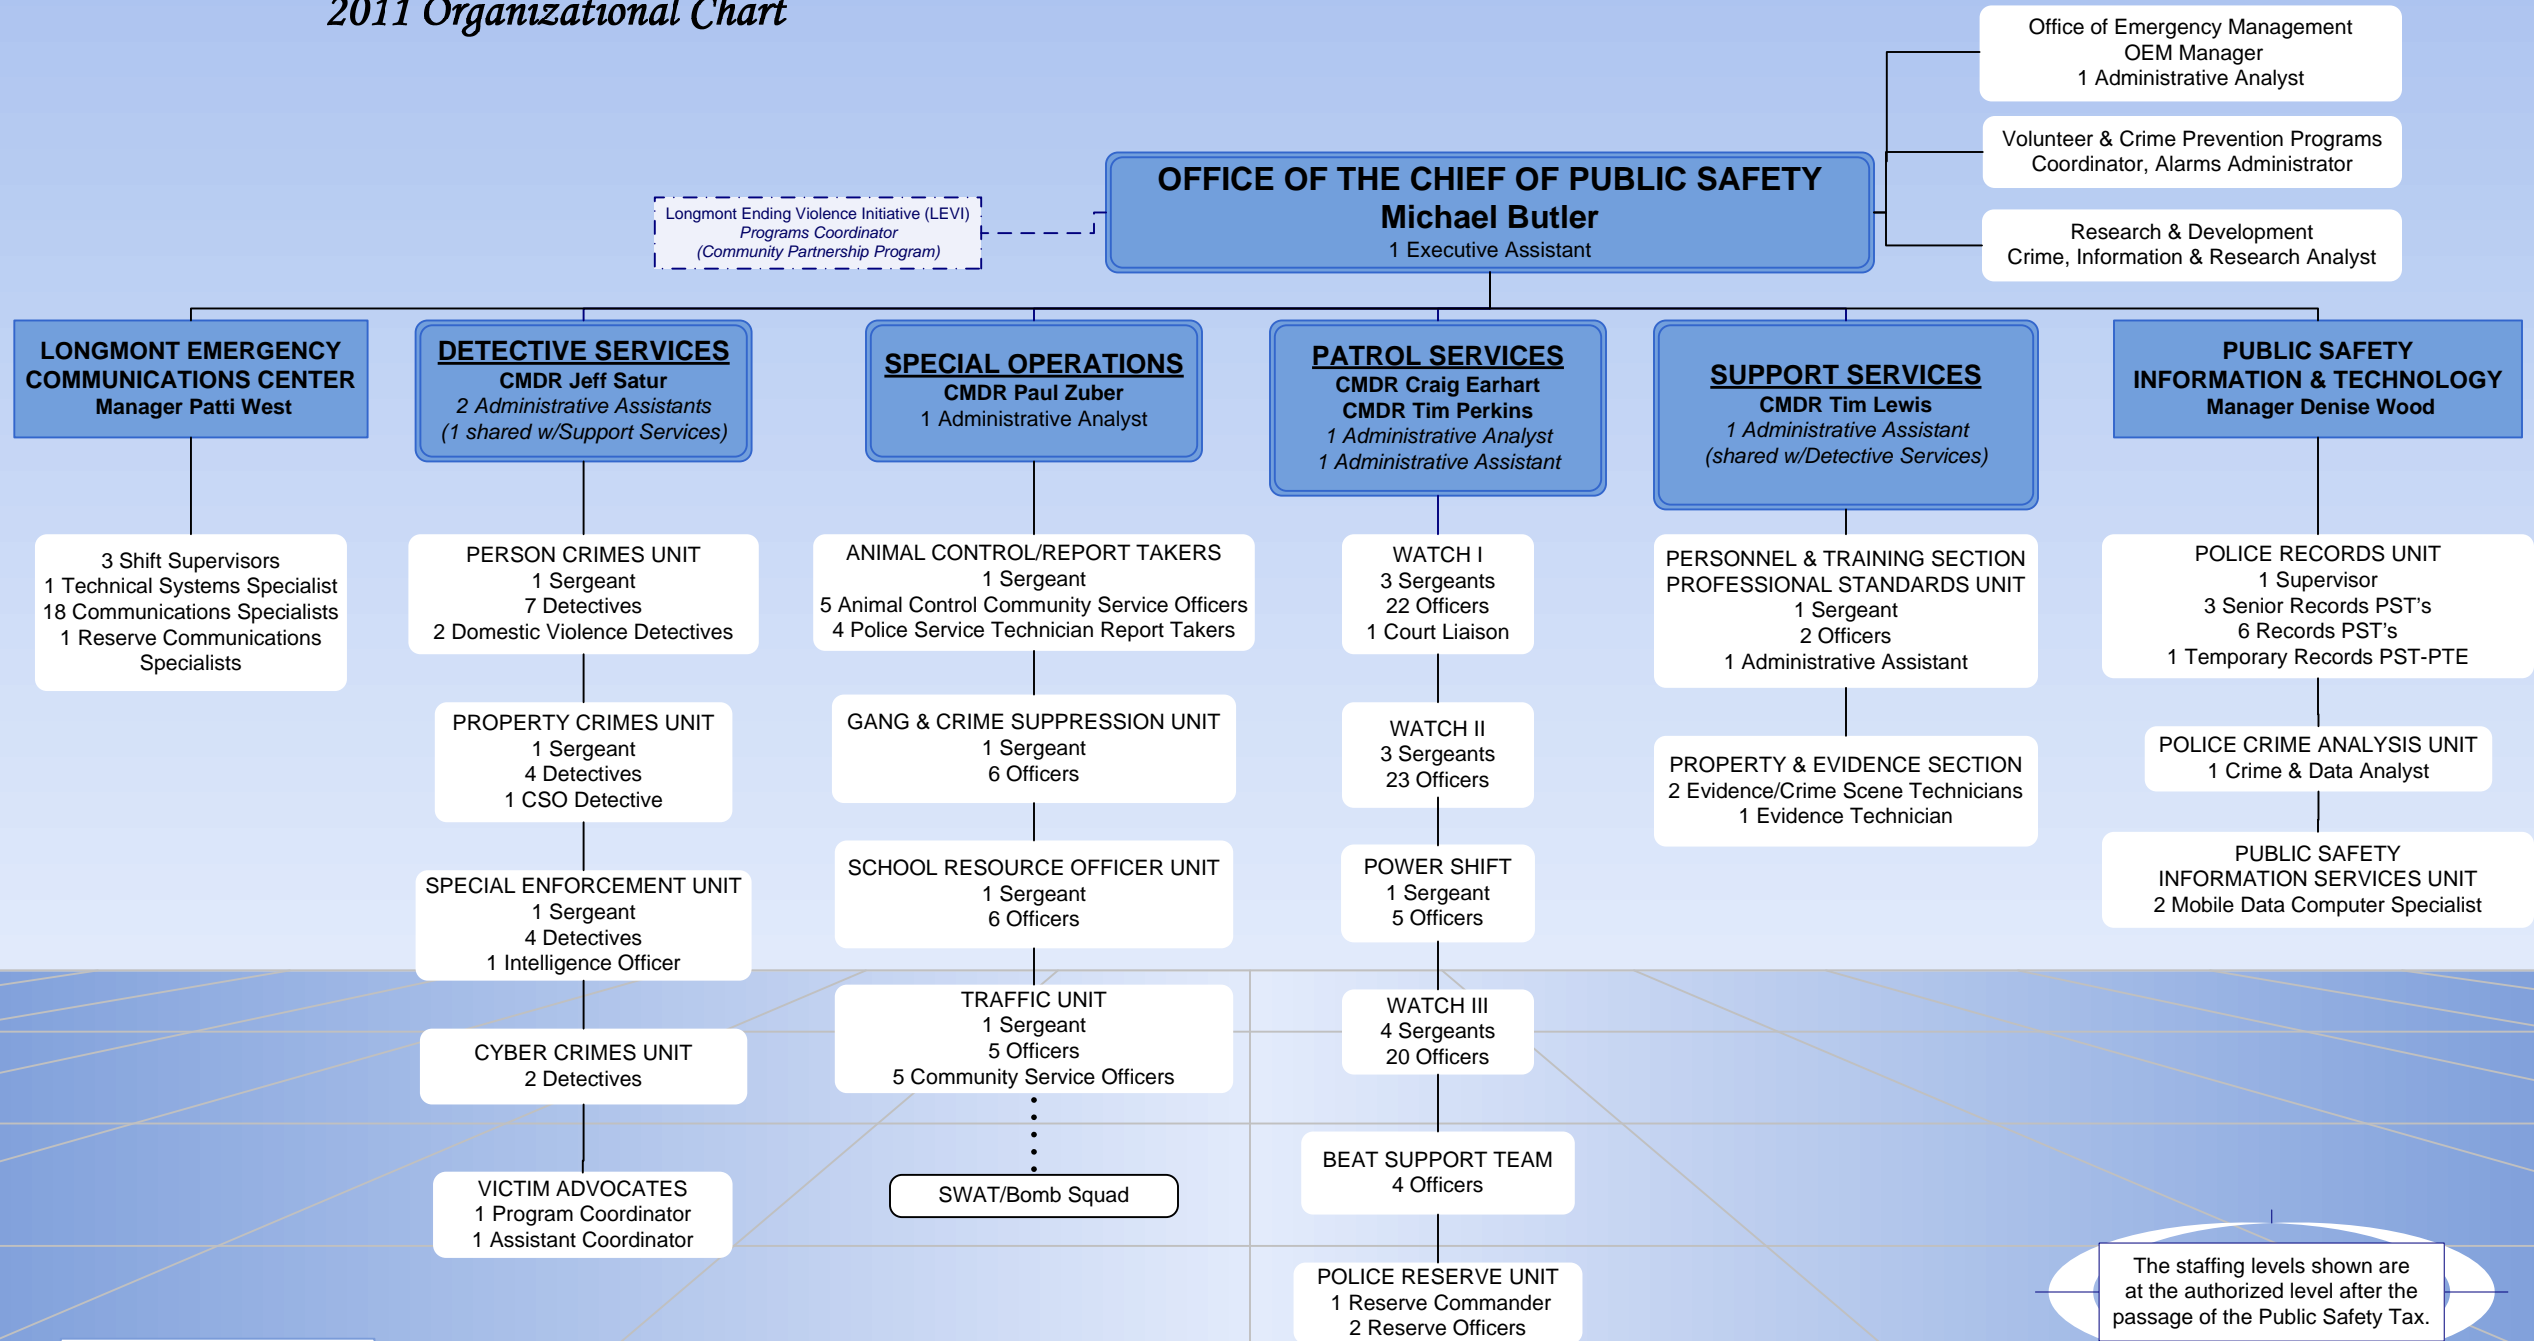 2011 Organizational Chart
Office of Emergency Management
OEM Manager
1 Administrative Analyst
Volunteer & Crime Prevention Programs
Coordinator, Alarms Administrator
Research & Development
Crime, Information & Research Analyst
OFFICE OF THE CHIEF OF PUBLIC SAFETY
Michael Butler
1 Executive Assistant
Longmont Ending Violence Initiative (LEVI)
Programs Coordinator
(Community Partnership Program)
LONGMONT EMERGENCY
COMMUNICATIONS CENTER
Manager Patti West
3 Shift Supervisors
1 Technical Systems Specialist
18 Communications Specialists
1 Reserve Communications
Specialists
DETECTIVE SERVICES
CMDR Jeff Satur
2 Administrative Assistants
(1 shared w/Support Services)
PERSON CRIMES UNIT
1 Sergeant
7 Detectives
2 Domestic Violence Detectives
PROPERTY CRIMES UNIT
1 Sergeant
4 Detectives
1 CSO Detective
SPECIAL ENFORCEMENT UNIT
1 Sergeant
4 Detectives
1 Intelligence Officer
CYBER CRIMES UNIT
2 Detectives
VICTIM ADVOCATES
1 Program Coordinator
1 Assistant Coordinator
SPECIAL OPERATIONS
CMDR Paul Zuber
1 Administrative Analyst
ANIMAL CONTROL/REPORT TAKERS
1 Sergeant
5 Animal Control Community Service Officers
4 Police Service Technician Report Takers
GANG & CRIME SUPPRESSION UNIT
1 Sergeant
6 Officers
SCHOOL RESOURCE OFFICER UNIT
1 Sergeant
6 Officers
TRAFFIC UNIT
1 Sergeant
5 Officers
5 Community Service Officers
SWAT/Bomb Squad
PATROL SERVICES
CMDR Craig Earhart
CMDR Tim Perkins
1 Administrative Analyst
1 Administrative Assistant
WATCH I
3 Sergeants
22 Officers
1 Court Liaison
WATCH II
3 Sergeants
23 Officers
POWER SHIFT
1 Sergeant
5 Officers
WATCH III
4 Sergeants
20 Officers
BEAT SUPPORT TEAM
4 Officers
POLICE RESERVE UNIT
1 Reserve Commander
2 Reserve Officers
SUPPORT SERVICES
CMDR Tim Lewis
1 Administrative Assistant
(shared w/Detective Services)
PERSONNEL & TRAINING SECTION
PROFESSIONAL STANDARDS UNIT
1 Sergeant
2 Officers
1 Administrative Assistant
PROPERTY & EVIDENCE SECTION
2 Evidence/Crime Scene Technicians
1 Evidence Technician
PUBLIC SAFETY
INFORMATION & TECHNOLOGY
Manager Denise Wood
POLICE RECORDS UNIT
1 Supervisor
3 Senior Records PST's
6 Records PST's
1 Temporary Records PST-PTE
POLICE CRIME ANALYSIS UNIT
1 Crime & Data Analyst
PUBLIC SAFETY
INFORMATION SERVICES UNIT
2 Mobile Data Computer Specialist
The staffing levels shown are
at the authorized level after the
passage of the Public Safety Tax.